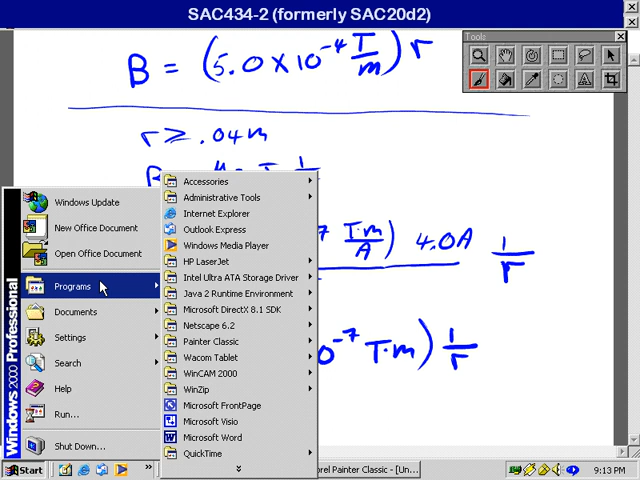 SAC434-2 (formerly SAC20d2)
B = (5.0 x 10⁻⁴ T/m) r
Tools
r ≥ .04m
B
1/r
⁻⁷ T·m/A) 4.0A 1/r
0⁻⁷ T·m) 1/r
Windows 2000 Professional
Windows Update
New Office Document
Open Office Document
Programs
Documents
Settings
Search
Help
Run...
Shut Down...
Accessories
Administrative Tools
Internet Explorer
Outlook Express
Windows Media Player
HP LaserJet
Intel Ultra ATA Storage Driver
Java 2 Runtime Environment
Microsoft DirectX 8.1 SDK
Netscape 6.2
Painter Classic
Wacom Tablet
WinCAM 2000
WinZip
Microsoft FrontPage
Microsoft Visio
Microsoft Word
QuickTime
Start
orel Painter Classic - [Un...
9:13 PM